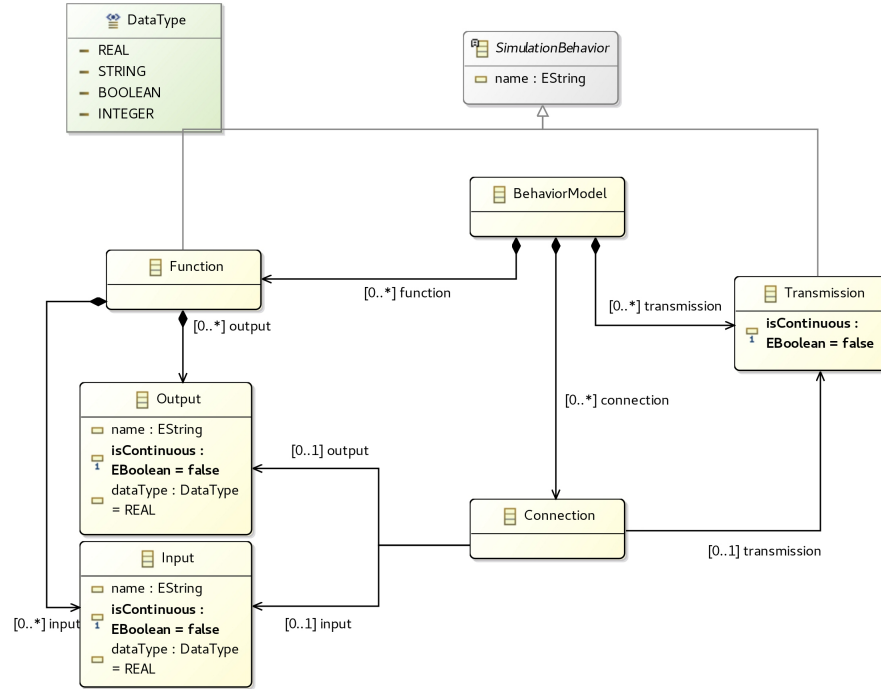 DataType
REAL
STRING
BOOLEAN
INTEGER
SimulationBehavior
name : EString
BehaviorModel
Function
[0..*] function
[0..*] transmission
Transmission
isContinuous :
EBoolean = false
[0..*] output
Output
name : EString
isContinuous :
EBoolean = false
dataType : DataType
= REAL
[0..*] connection
[0..1] output
Connection
[0..1] transmission
Input
name : EString
isContinuous :
EBoolean = false
dataType : DataType
= REAL
[0..*] input
[0..1] input